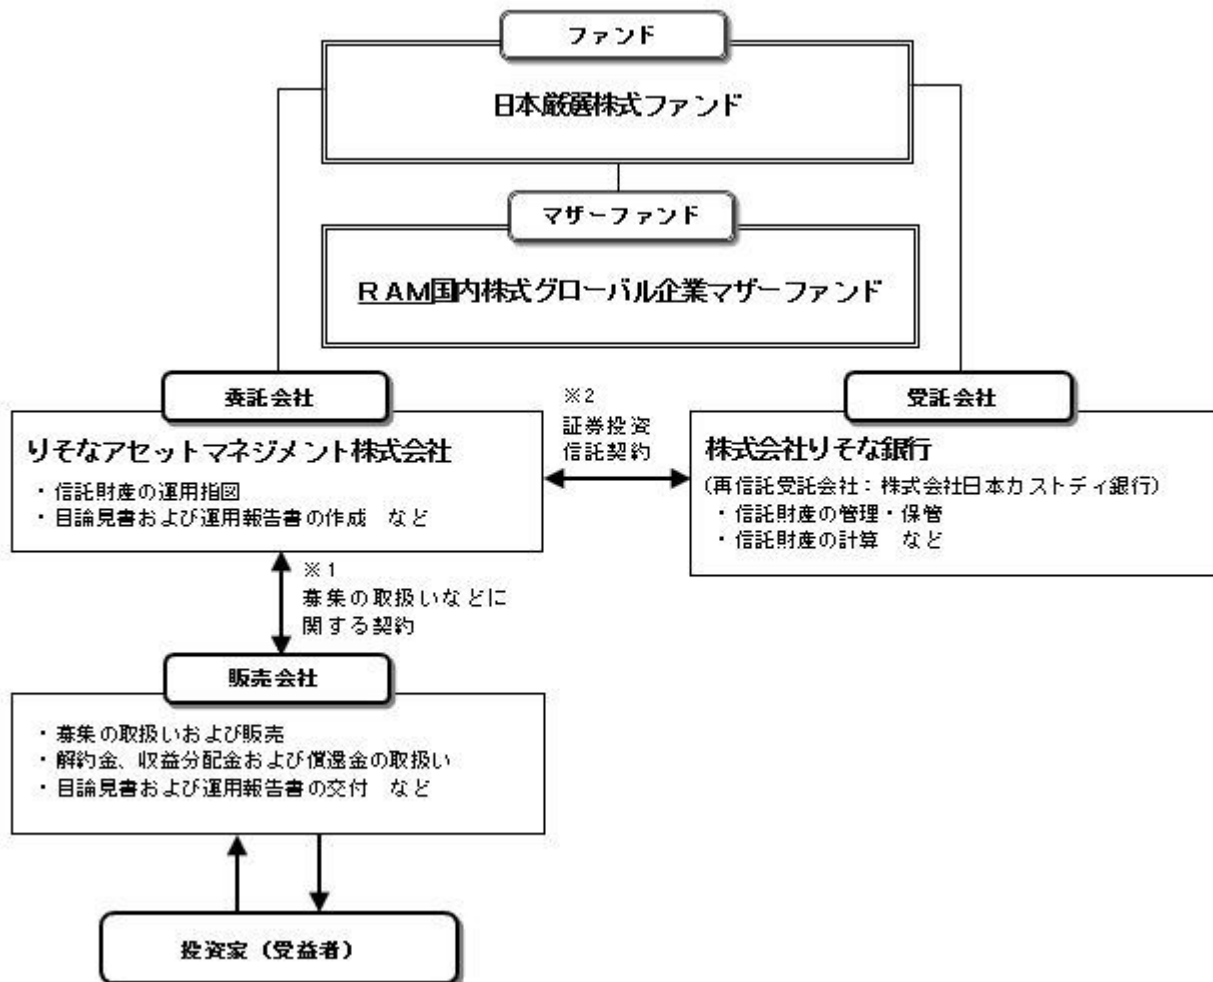 ファンド
日本厳選株式ファンド
マザーファンド
RAM国内株式グローバル企業マザーファンド
委託会社
りそなアセットマネジメント株式会社
・信託財産の運用指図
・目論見書および運用報告書の作成　など
※2
証券投資
信託契約
受託会社
株式会社りそな銀行
(再信託受託会社：株式会社日本カストディ銀行)
・信託財産の管理・保管
・信託財産の計算　など
※1
募集の取扱いなどに
関する契約
販売会社
・募集の取扱いおよび販売
・解約金、収益分配金および償還金の取扱い
・目論見書および運用報告書の交付　など
投資家（受益者）